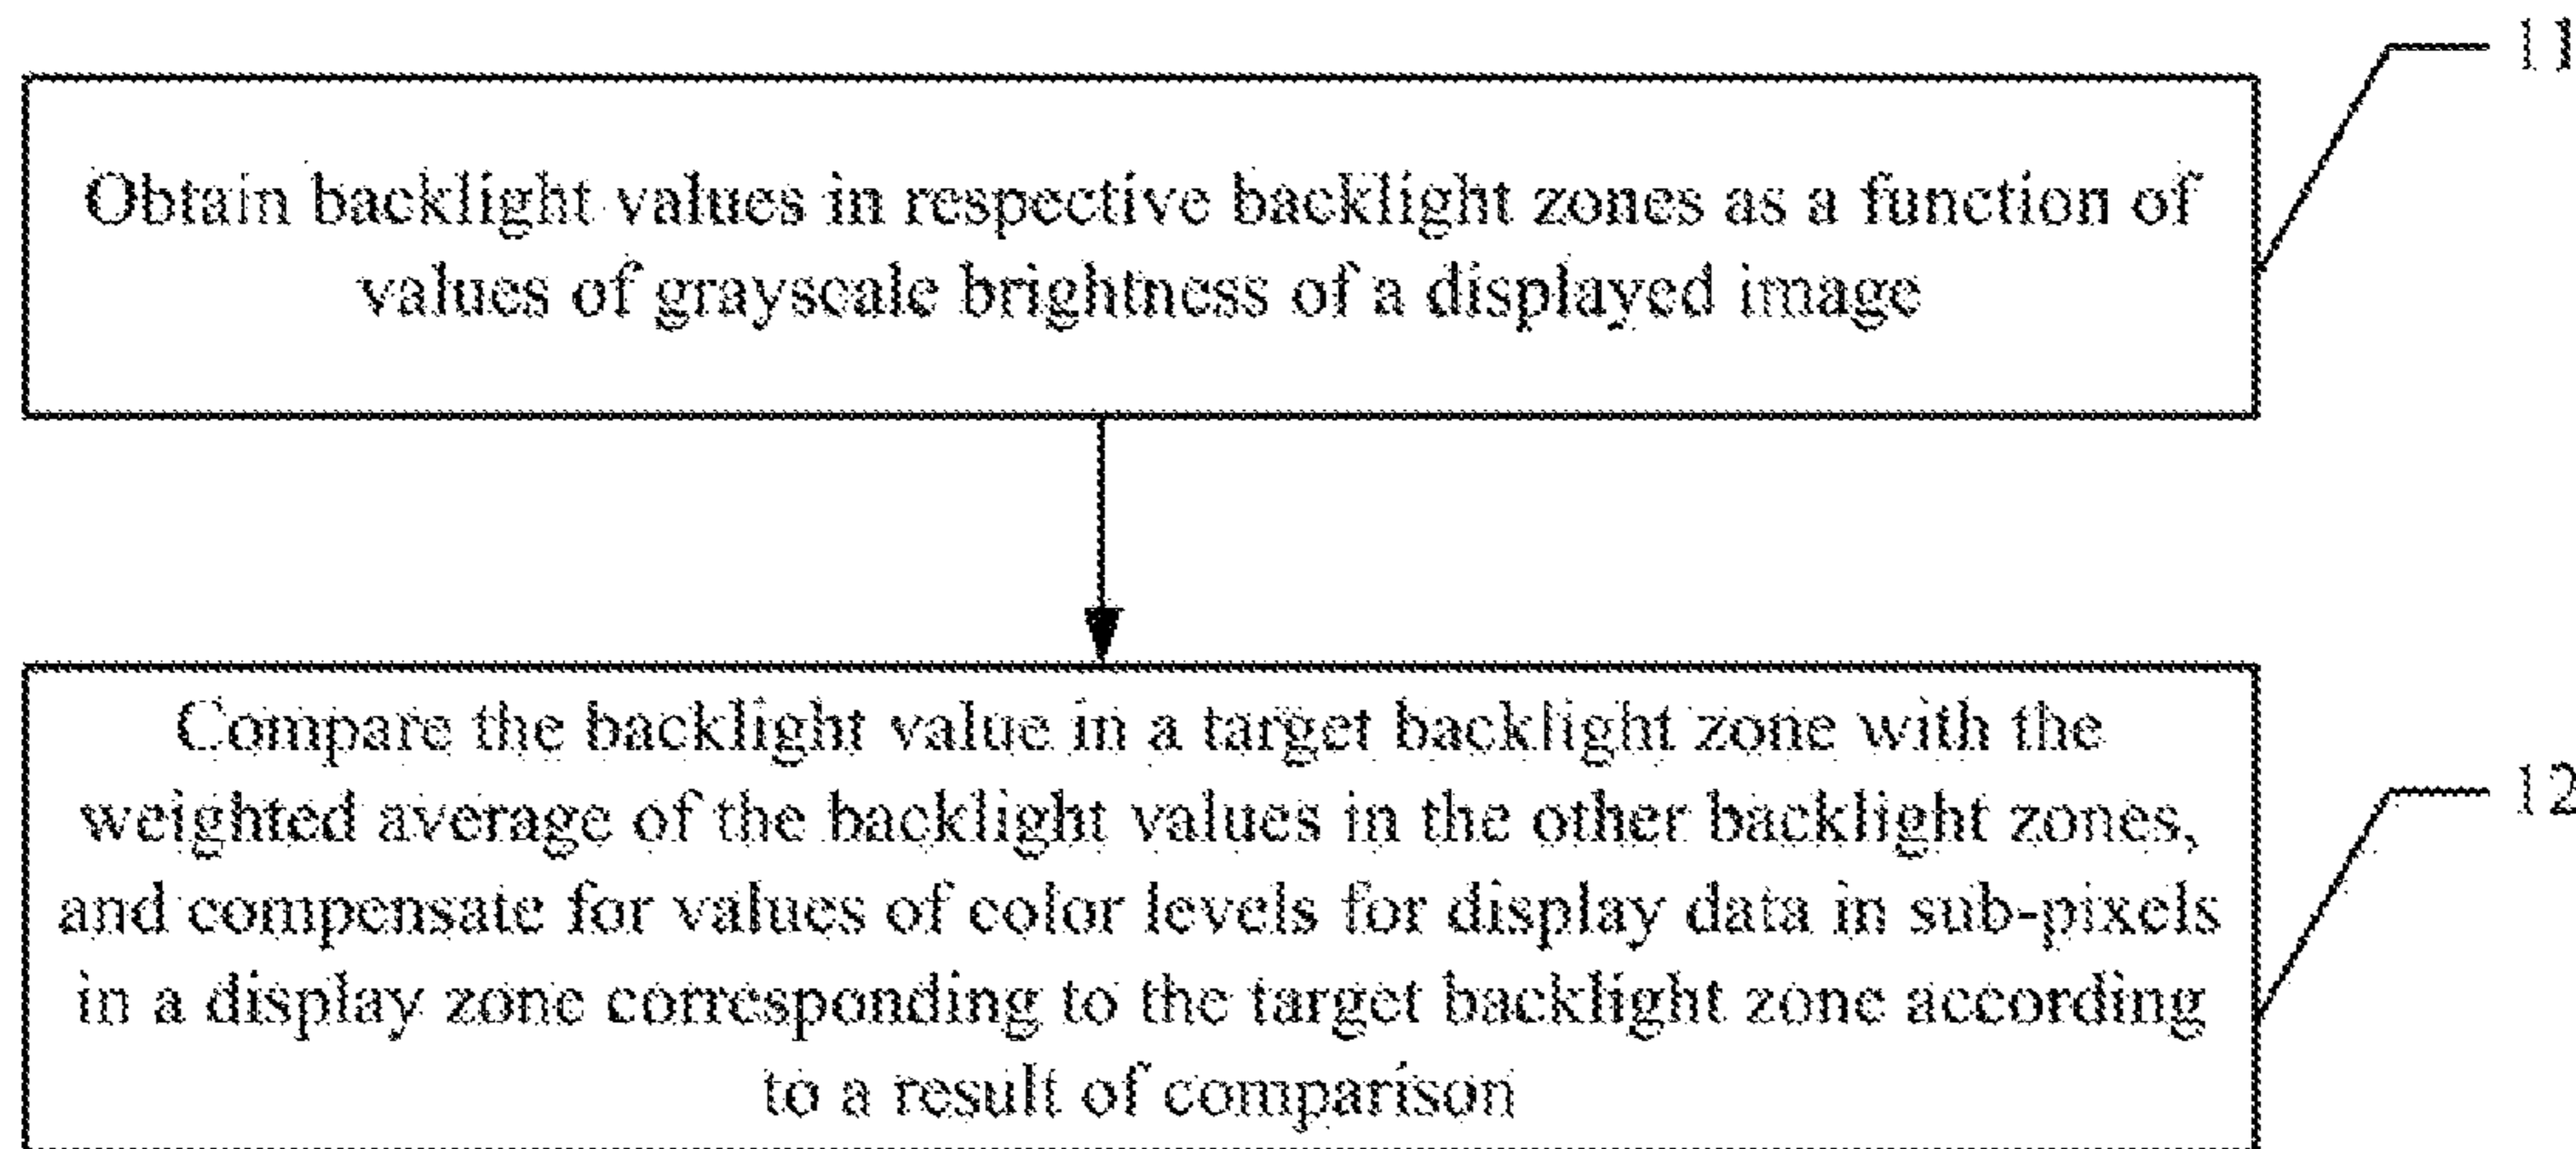 11
Obtain backlight values in respective backlight zones as a function of
values of grayscale brightness of a displayed image
Compare the backlight value in a target backlight zone with the
weighted average of the backlight values in the other backlight zones,
12
and compensate for values of color levels for display data in sub-pixels
in a display zone corresponding to the target backlight zone according
to a result of comparison